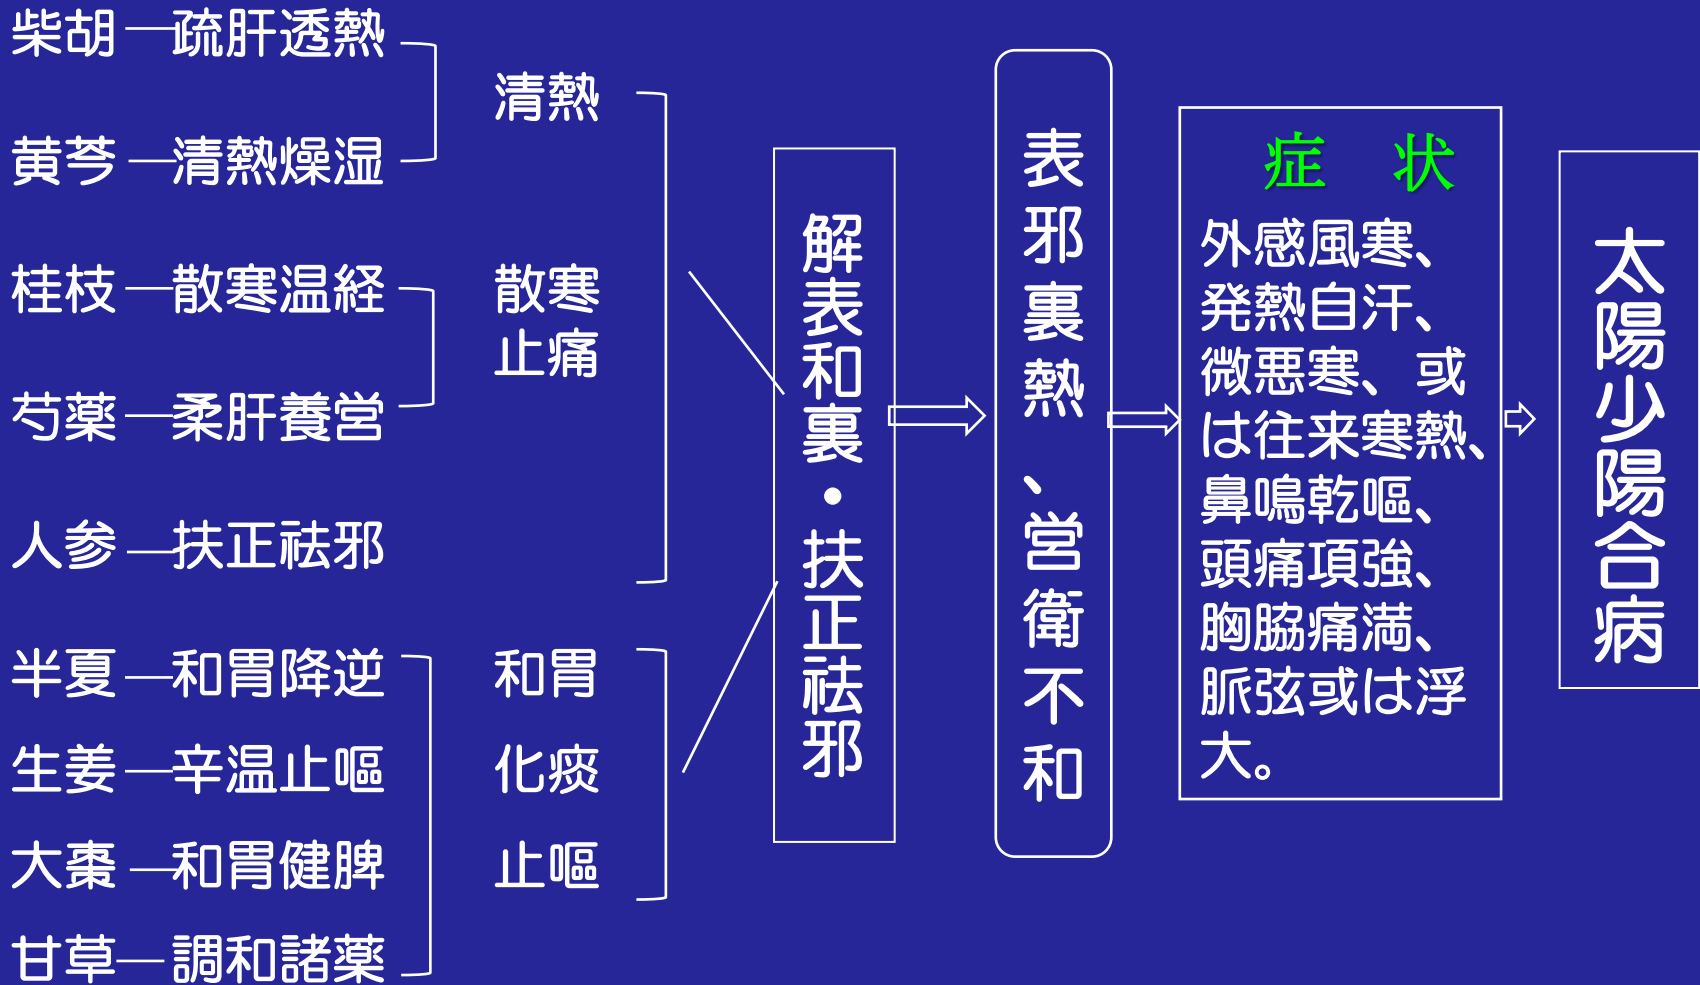 柴胡―疏肝透熱
黄芩―清熱燥湿
桂枝―散寒温経
芍薬―柔肝養営
人参―扶正祛邪
半夏―和胃降逆
生姜―辛温止嘔
大棗―和胃健脾
甘草―調和諸薬
清熱
散寒
止痛
和胃
化痰
止嘔
解表和裏・扶正祛邪
表邪裏熱、営衛不和
症 状
外感風寒、
発熱自汗、
微悪寒、或
は往来寒熱、
鼻鳴乾嘔、
頭痛項強、
胸脇痛満、
脈弦或は浮
大。
太陽少陽合病